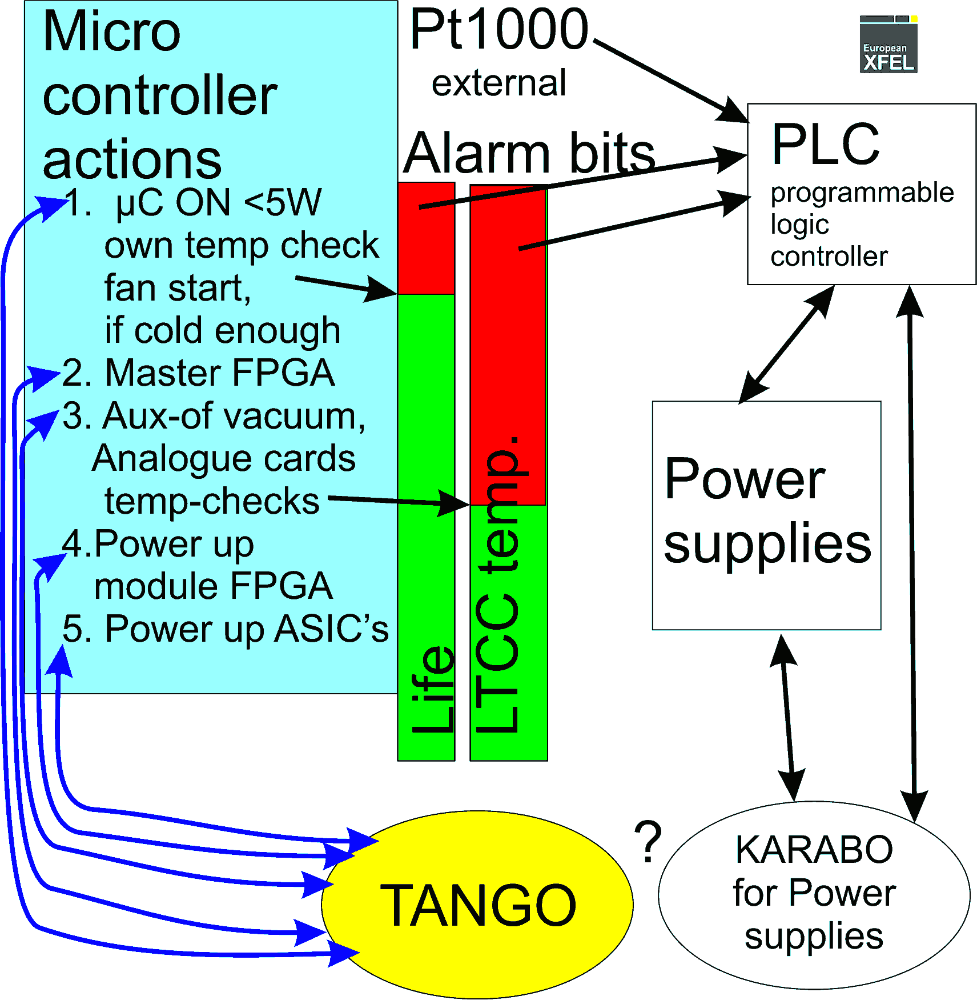 Micro
controller
actions
1. µC ON <5W
own temp check
fan start,
if cold enough
2. Master FPGA
3. Aux-of vacuum,
Analogue cards
temp-checks
4.Power up
module FPGA
5. Power up ASIC’s
Pt1000
external
Alarm bits
Life
LTCC temp.
European
XFEL
PLC
programmable
logic
controller
Power
supplies
TANGO
?
KARABO
for Power
supplies